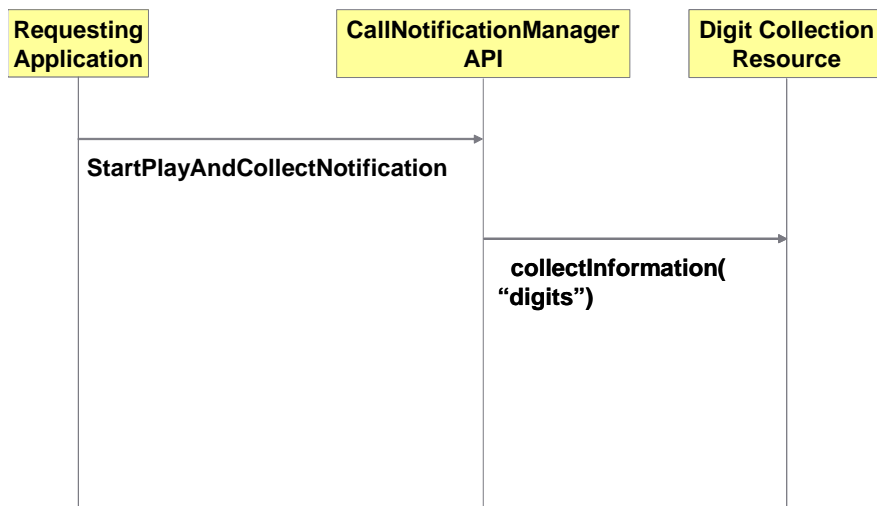 Requesting
Application
CallNotificationManager
API
Digit Collection
Resource
StartPlayAndCollectNotification
collectInformation(
“digits”)